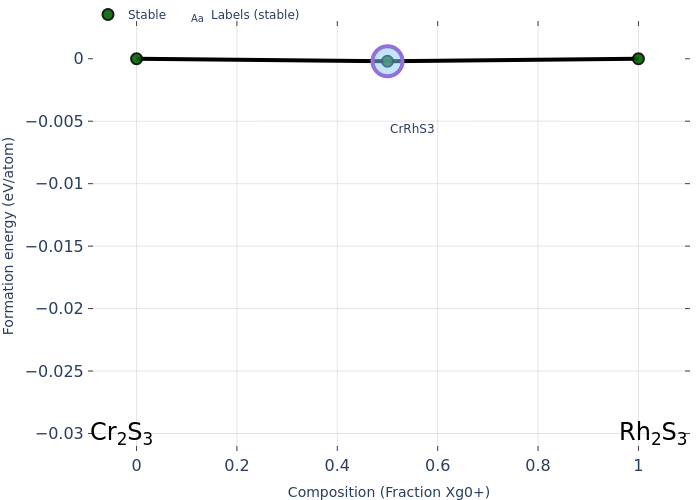 Stable Aa Labels (stable)
0
−0.005
CrRhS3
−0.01
−0.015
−0.02
−0.025
−0.03
Cr₂S₃ Rh₂S₃
0 0.2 0.4 0.6 0.8 1
Composition (Fraction Xg0+)
Formation energy (eV/atom)